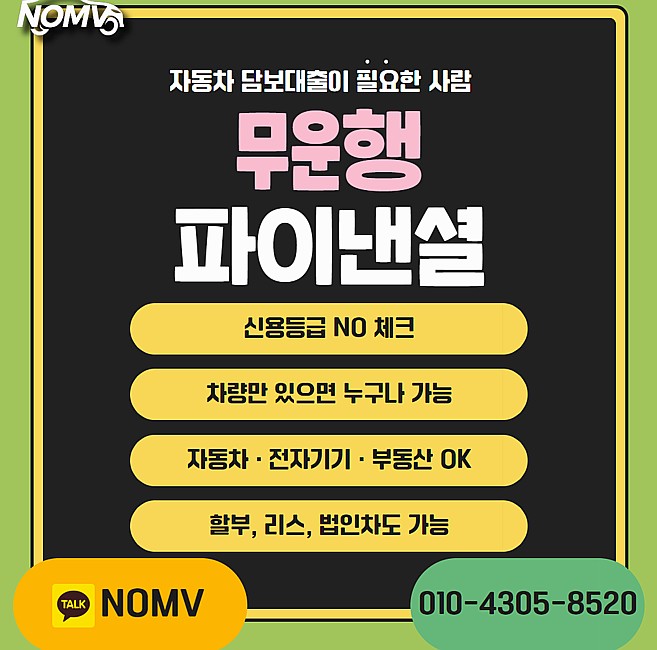 NOMV
자동차 담보대출이 필요한 사람
무운행
파이낸셜
신용등급 NO 체크
차량만 있으면 누구나 가능
자동차 · 전자기기 · 부동산 OK
할부, 리스, 법인차도 가능
TALK NOMV
010-4305-8520